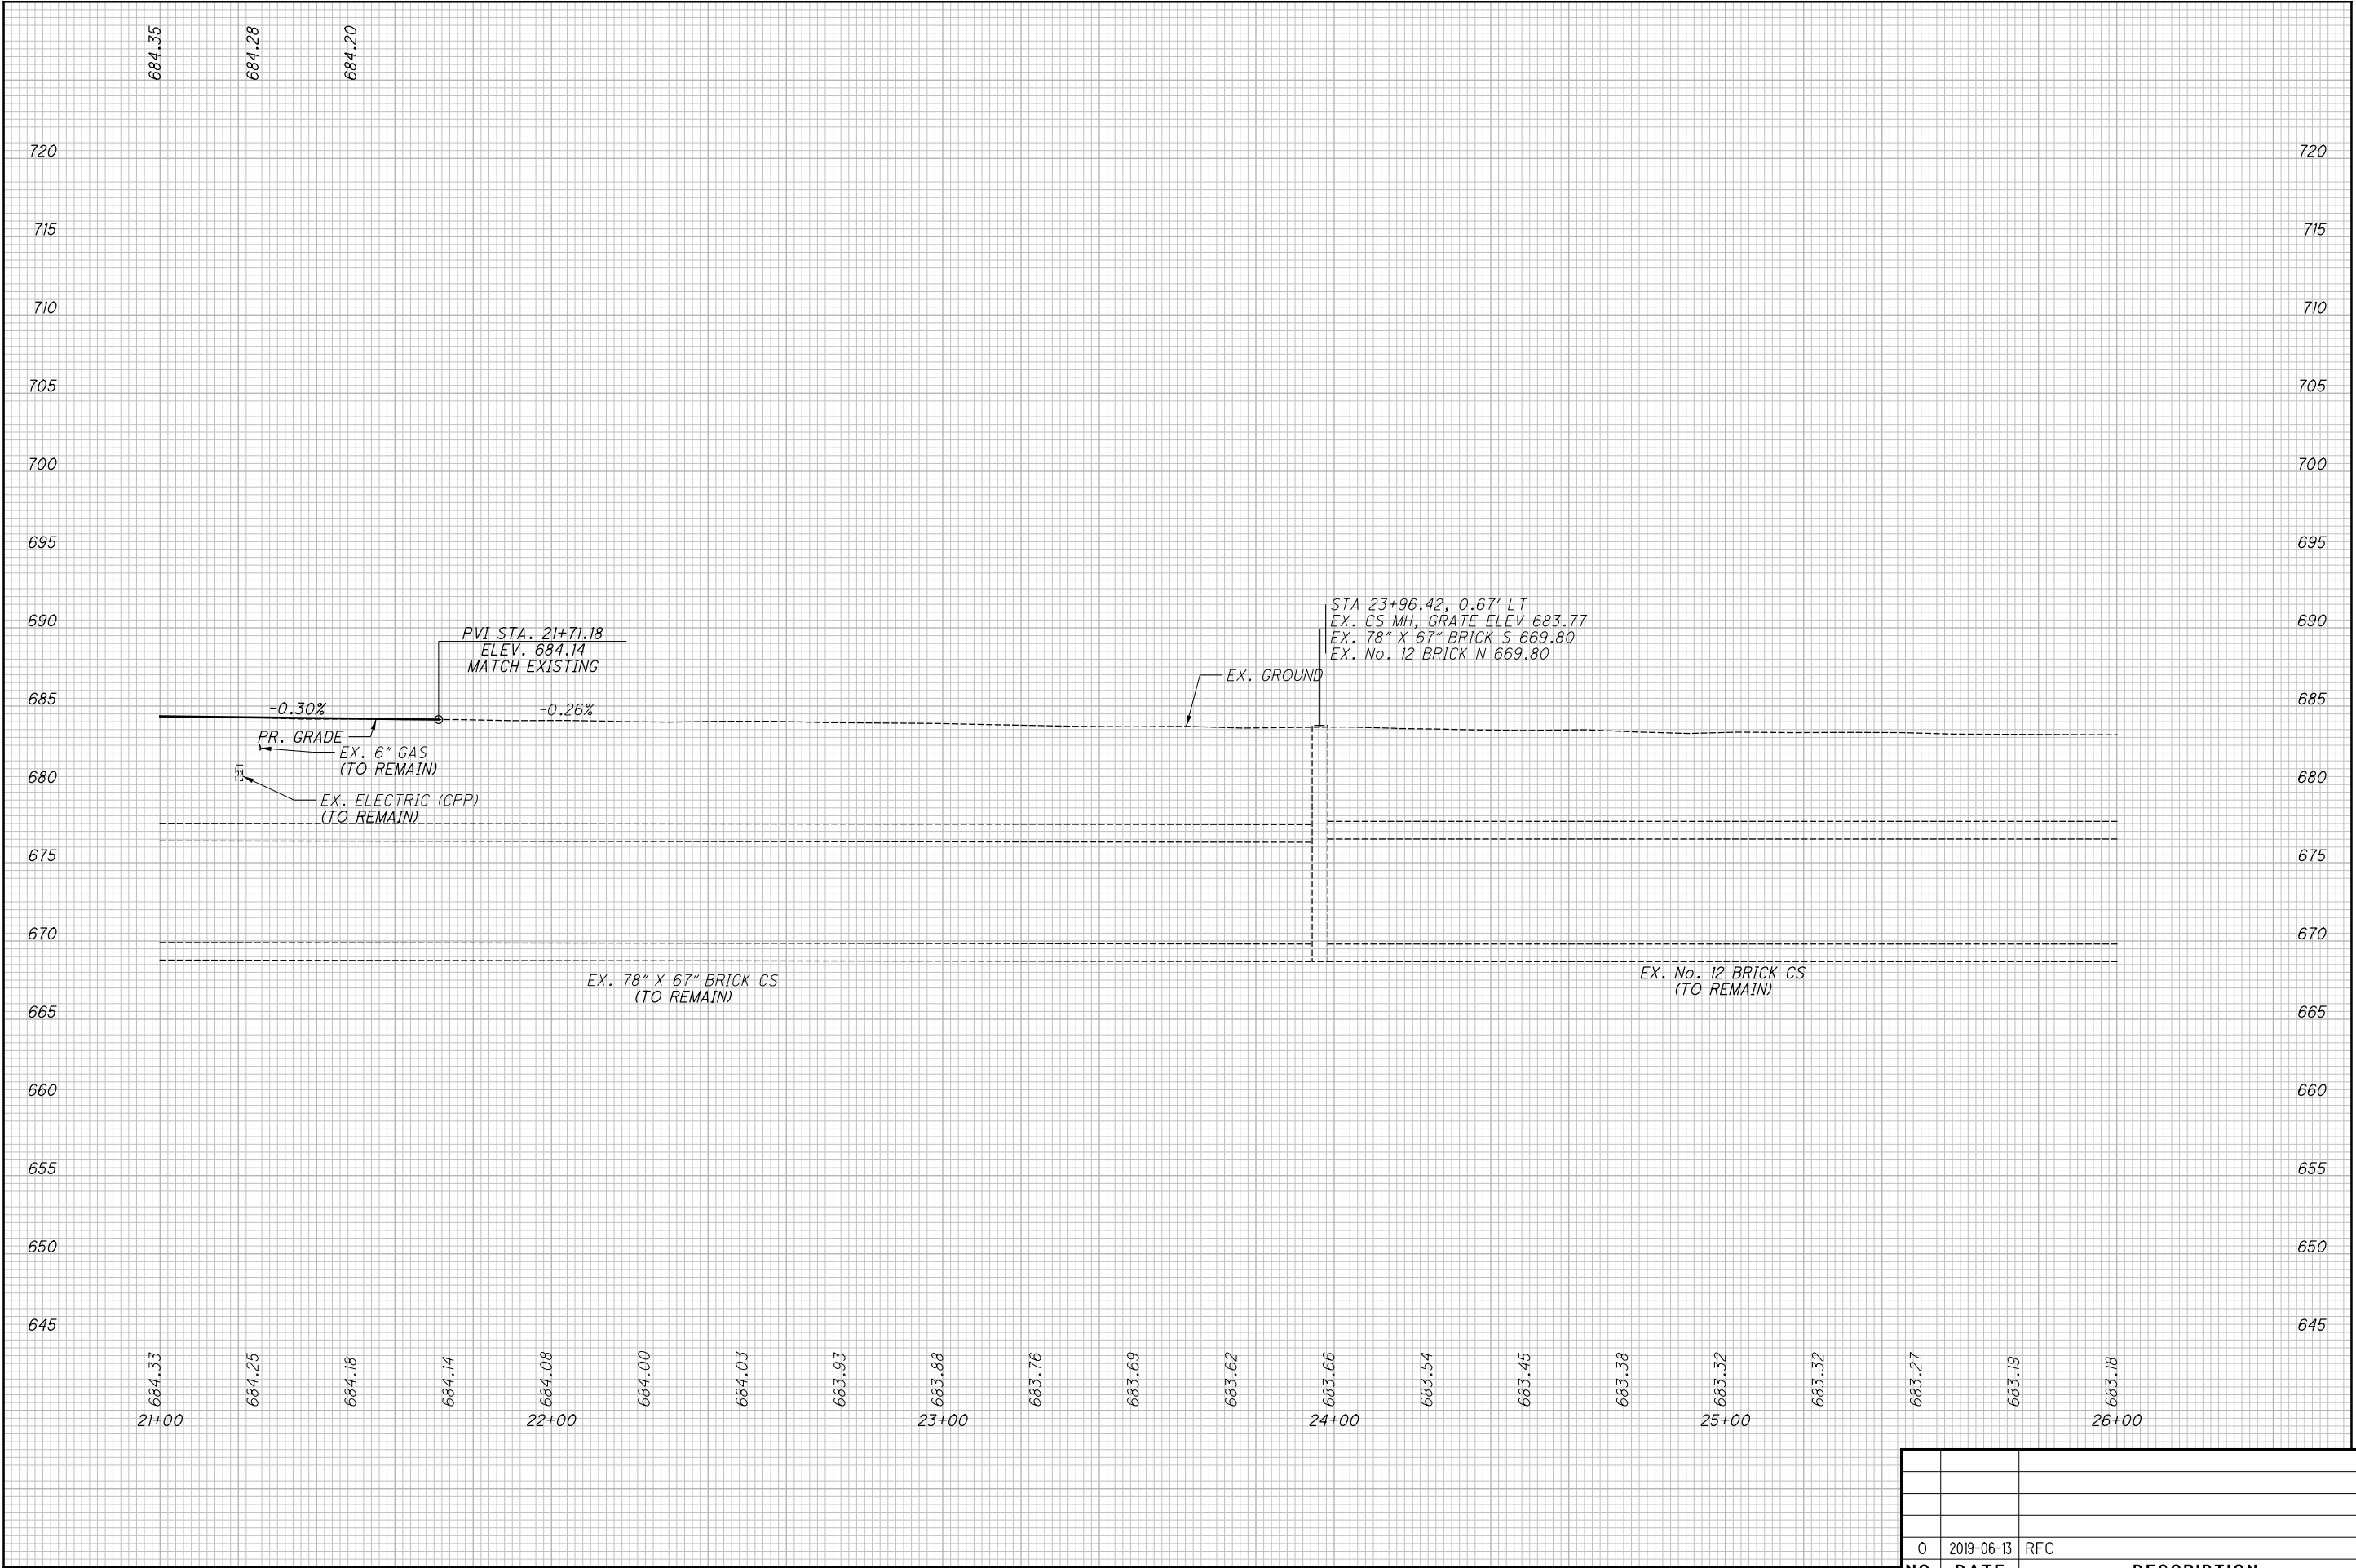 684.35 684.28 684.20
720 720
715 715
710 710
705 705
700 700
695 695
690 690
685 685
680 680
675 675
670 670
665 665
660 660
655 655
650 650
645 645
PVI STA. 21+71.18
ELEV. 684.14
MATCH EXISTING
-0.30%
-0.26%
PR. GRADE
EX. 6" GAS
(TO REMAIN)
EX. ELECTRIC (CPP)
(TO REMAIN)
EX. GROUND
STA 23+96.42, 0.67' LT
EX. CS MH, GRATE ELEV 683.77
EX. 78" X 67" BRICK S 669.80
EX. No. 12 BRICK N 669.80
EX. 78" X 67" BRICK CS
(TO REMAIN)
EX. No. 12 BRICK CS
(TO REMAIN)
684.33 684.25 684.18 684.14 684.08 684.00 684.03 683.93 683.88 683.76 683.69 683.62 683.66 683.54 683.45 683.38 683.32 683.32 683.27 683.19 683.18
21+00 22+00 23+00 24+00 25+00 26+00
0 2019-06-13 RFC
NO. DATE DESCRIPTION